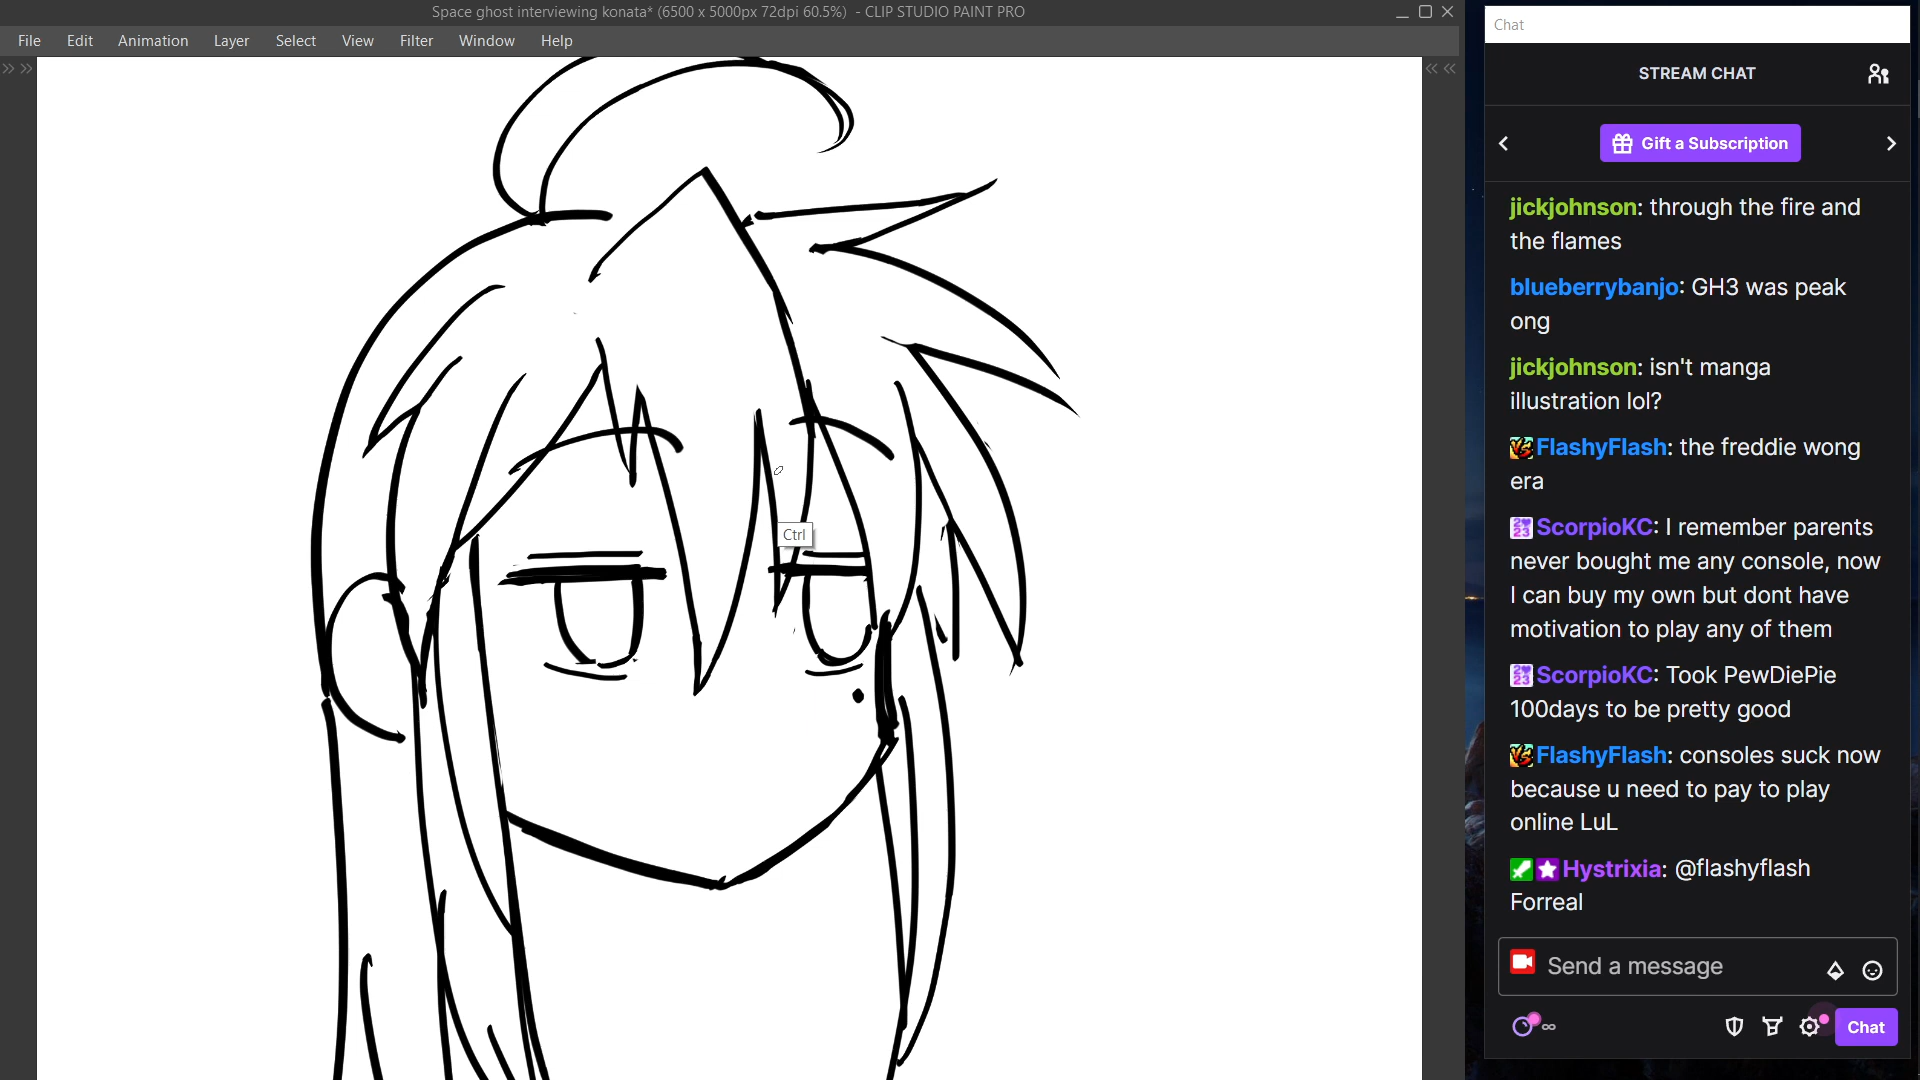 Space ghost interviewing konata* (6500 x 5000px 72dpi 60.5%) - CLIP STUDIO PAINT PRO
File Edit Animation Layer Select View Filter Window Help
Ctrl
Chat
STREAM CHAT
Gift a Subscription
jickjohnson: through the fire and
the flames
blueberrybanjo: GH3 was peak
ong
jickjohnson: isn't manga
illustration lol?
FlashyFlash: the freddie wong
era
ScorpioKC: I remember parents
never bought me any console, now
I can buy my own but dont have
motivation to play any of them
ScorpioKC: Took PewDiePie
100days to be pretty good
FlashyFlash: consoles suck now
because u need to pay to play
online LuL
Hystrixia: @flashyflash
Forreal
Send a message
∞
Chat